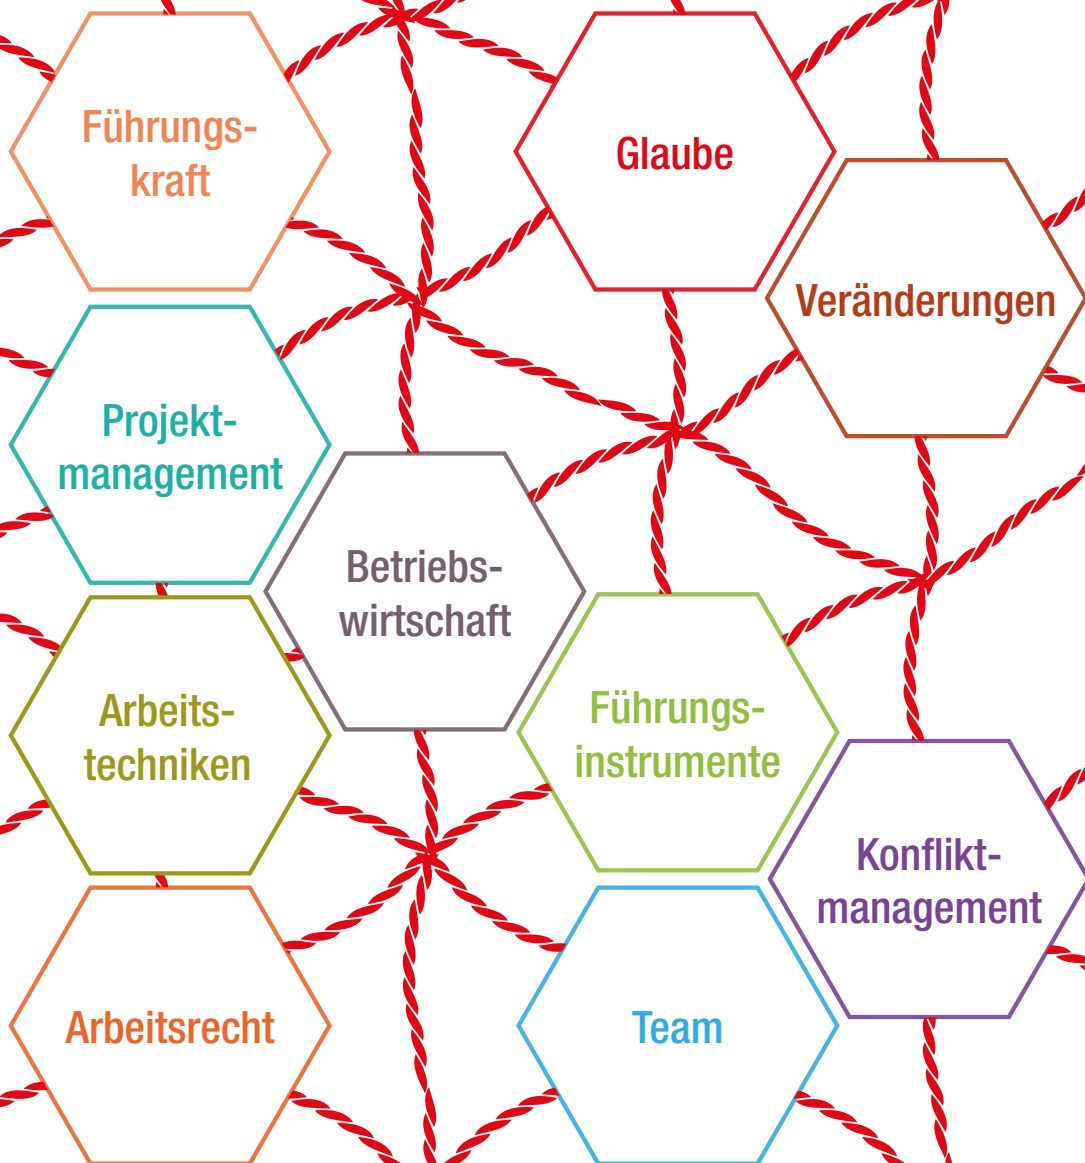 Führungs-
kraft
Glaube
Veränderungen
Projekt-
management
Betriebs-
wirtschaft
Arbeits-
techniken
Führungs-
instrumente
Konflikt-
management
Arbeitsrecht
Team